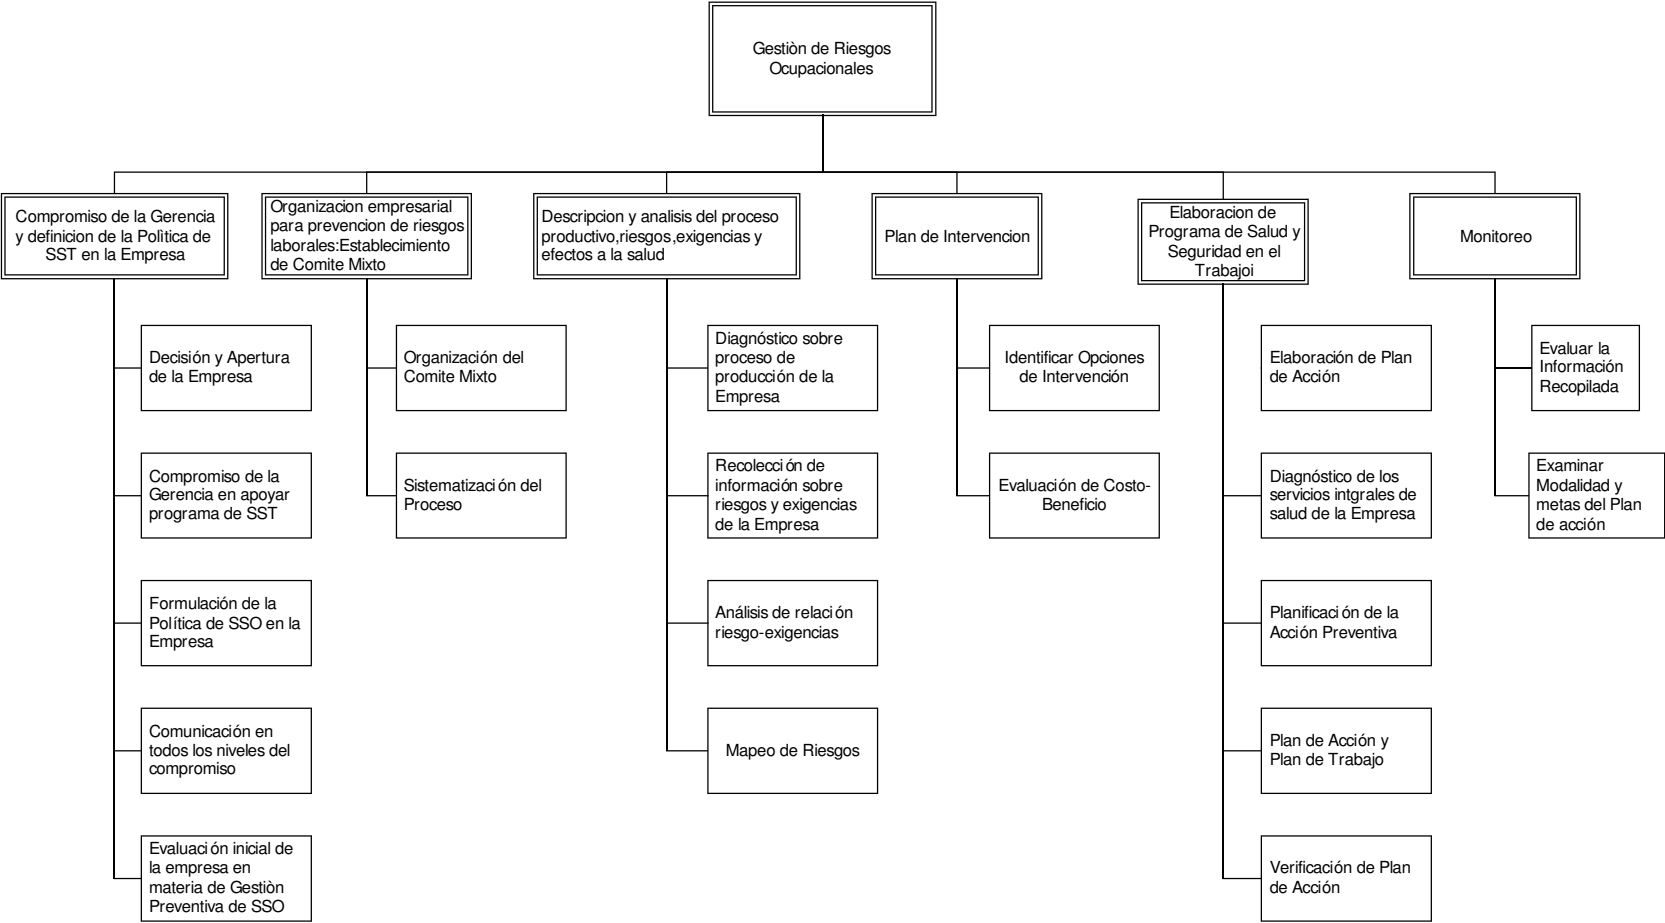 Gestiòn de Riesgos
Ocupacionales
Compromiso de la Gerencia
y definicion de la Polìtica de
SST en la Empresa
Organizacion empresarial
para prevencion de riesgos
laborales:Establecimiento
de Comite Mixto
Descripcion y analisis del proceso
productivo,riesgos,exigencias y
efectos a la salud
Plan de Intervencion
Elaboracion de
Programa de Salud y
Seguridad en el
Trabajoi
Monitoreo
Decisión y Apertura
de la Empresa
Compromiso de la
Gerencia en apoyar
programa de SST
Formulación de la
Política de SSO en la
Empresa
Comunicación en
todos los niveles del
compromiso
Evaluación inicial de
la empresa en
materia de Gestiòn
Preventiva de SSO
Organización del
Comite Mixto
Sistematización del
Proceso
Diagnóstico sobre
proceso de
producción de la
Empresa
Recolección de
información sobre
riesgos y exigencias
de la Empresa
Análisis de relación
riesgo-exigencias
Mapeo de Riesgos
Identificar Opciones
de Intervención
Evaluación de Costo-
Beneficio
Elaboración de Plan
de Acción
Diagnóstico de los
servicios intgrales de
salud de la Empresa
Planificación de la
Acción Preventiva
Plan de Acción y
Plan de Trabajo
Verificación de Plan
de Acción
Evaluar la
Información
Recopilada
Examinar
Modalidad y
metas del Plan
de acción